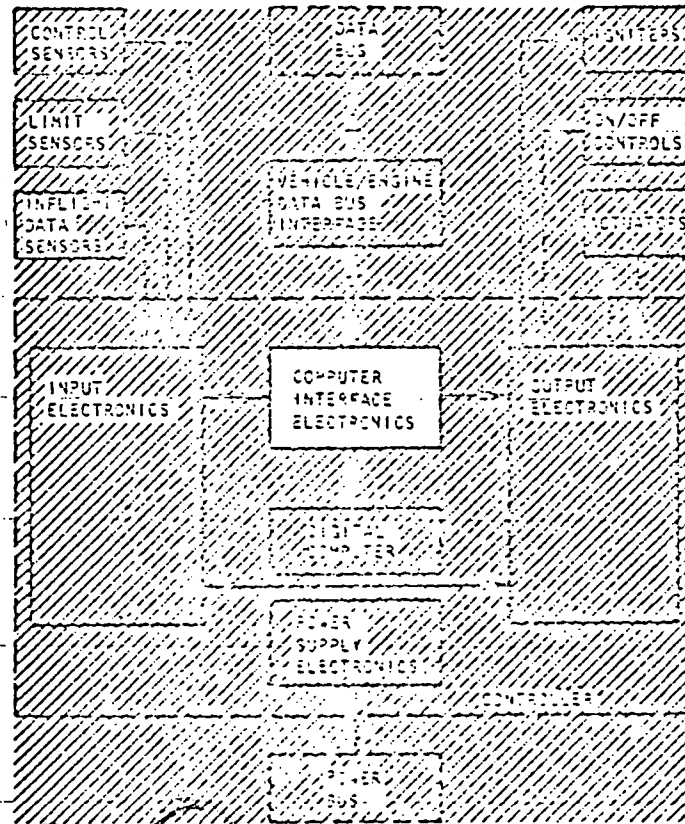 CONTROL
SENSORS
DATA
BUS
IGNITERS
LIMIT
SENSORS
ON/OFF
CONTROLS
VEHICLE/ENGINE
DATA BUS
INTERFACE
INFLIGHT
DATA
SENSORS
ACTUATORS
INPUT
ELECTRONICS
COMPUTER
INTERFACE
ELECTRONICS
OUTPUT
ELECTRONICS
DIGITAL
COMPUTER
POWER
SUPPLY
ELECTRONICS
CONTROLLER
POWER
BUS